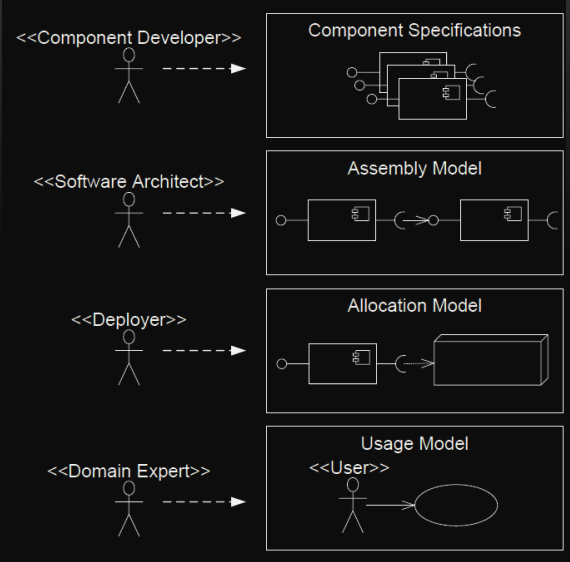 <<Component Developer>>
Component Specifications
<<Software Architect>>
Assembly Model
<<Deployer>>
Allocation Model
<<Domain Expert>>
Usage Model
<<User>>